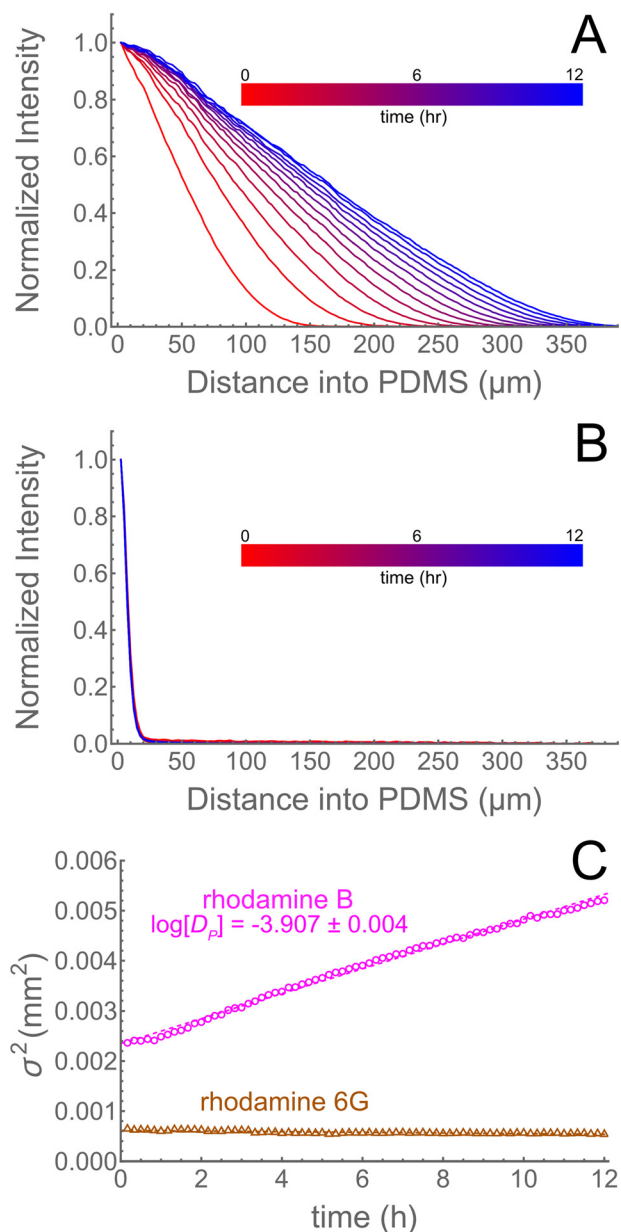 A
Normalized Intensity
1.0
0.8
0.6
0.4
0.2
0.0
0 6 12
time (hr)
0 50 100 150 200 250 300 350
Distance into PDMS (μm)
B
Normalized Intensity
1.0
0.8
0.6
0.4
0.2
0.0
0 6 12
time (hr)
0 50 100 150 200 250 300 350
Distance into PDMS (μm)
C
σ² (mm²)
0.006
0.005
0.004
0.003
0.002
0.001
0.000
rhodamine B
log[D_P] = -3.907 ± 0.004
rhodamine 6G
0 2 4 6 8 10 12
time (h)